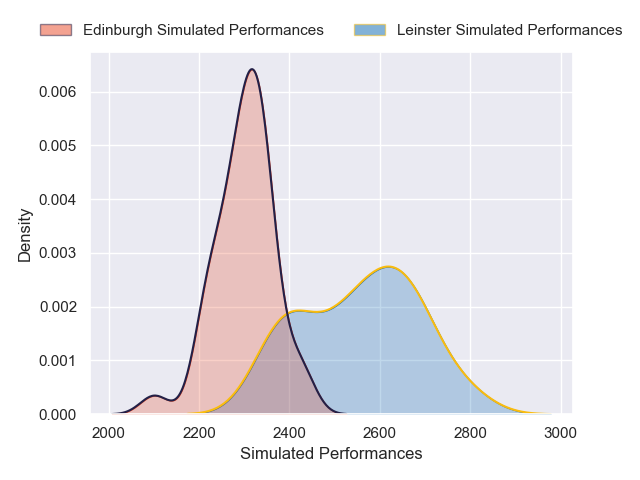 Edinburgh Simulated Performances
Leinster Simulated Performances
Density
0.006
0.005
0.004
0.003
0.002
0.001
0.000
2000 2200 2400 2600 2800 3000
Simulated Performances